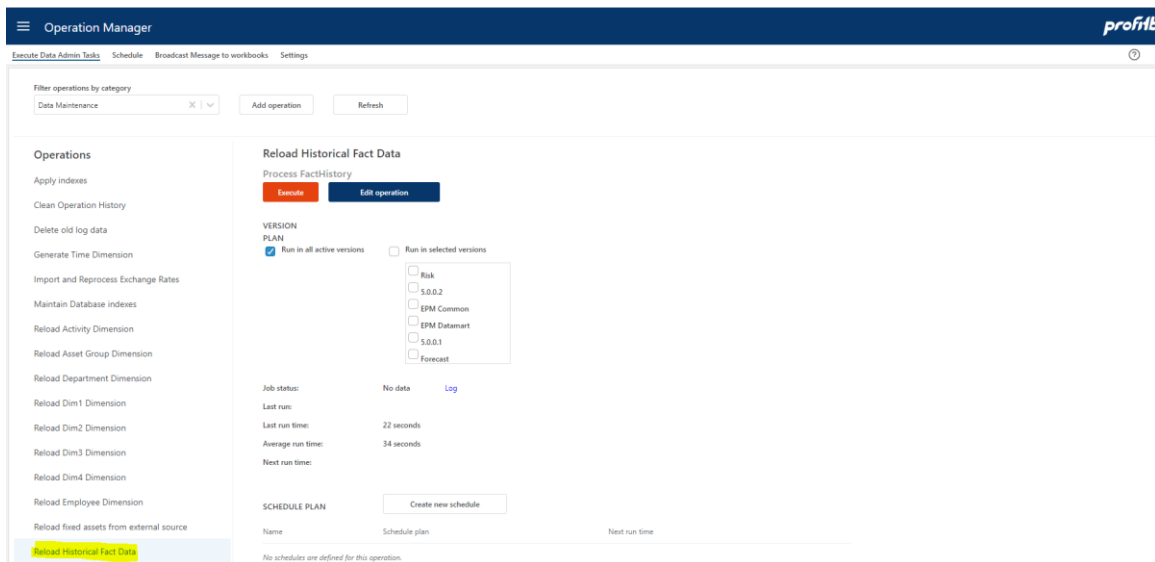 Operation Manager
Execute Data Admin Tasks Schedule Broadcast Message to workbooks Settings
Filter operations by category
Data Maintenance
Add operation
Refresh
Operations
Apply indexes
Clean Operation History
Delete old log data
Generate Time Dimension
Import and Reprocess Exchange Rates
Maintain Database indexes
Reload Activity Dimension
Reload Asset Group Dimension
Reload Department Dimension
Reload Dim1 Dimension
Reload Dim2 Dimension
Reload Dim3 Dimension
Reload Dim4 Dimension
Reload Employee Dimension
Reload fixed assets from external source
Reload Historical Fact Data
Reload Historical Fact Data
Process FactHistory
Execute
Edit operation
VERSION
PLAN
Run in all active versions
Run in selected versions
Risk
5.0.0.2
EPM Common
EPM Datamart
5.0.0.1
Forecast
Job status: No data Log
Last run:
Last run time: 22 seconds
Average run time: 34 seconds
Next run time:
SCHEDULE PLAN
Create new schedule
Name Schedule plan Next run time
No schedules are defined for this operation.